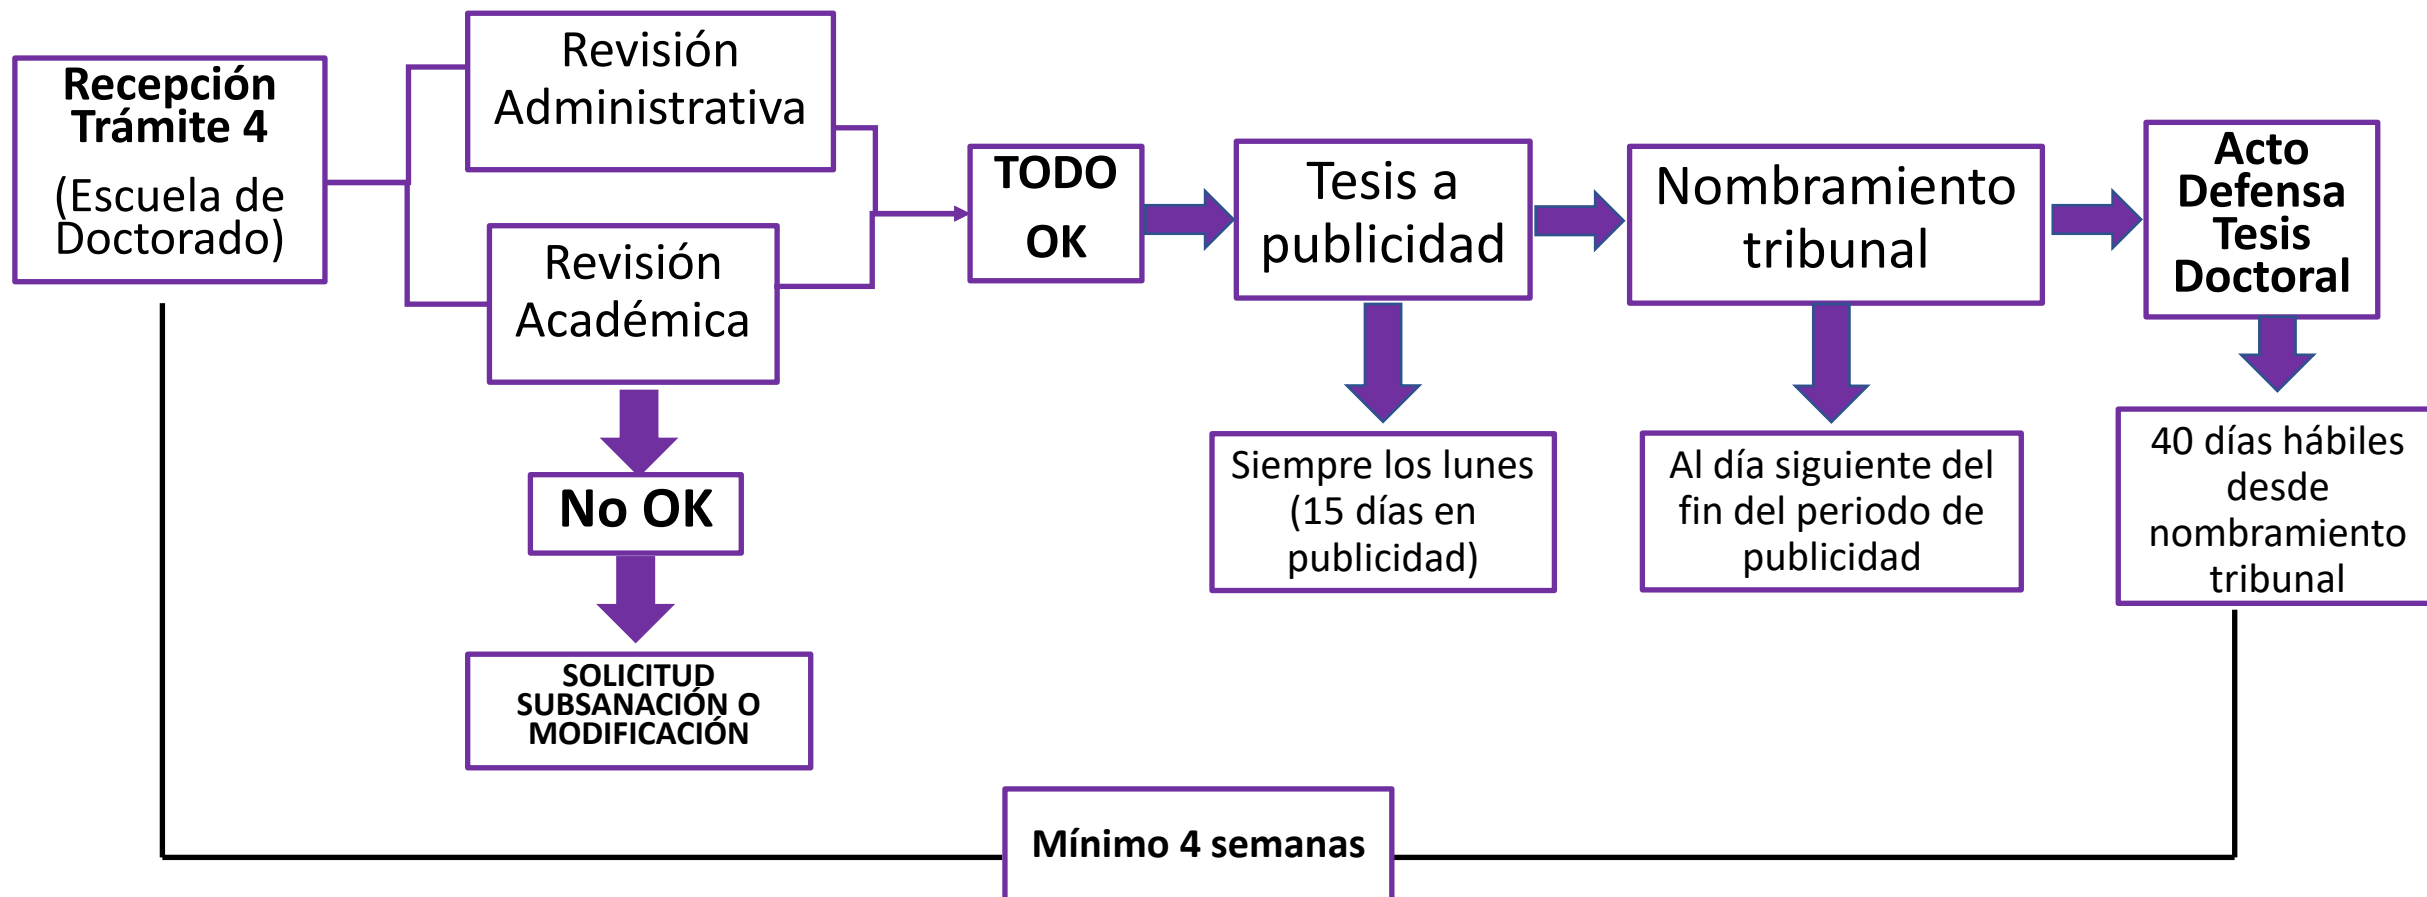 Recepción
Trámite 4
(Escuela de
Doctorado)
Revisión
Administrativa
Revisión
Académica
No OK
SOLICITUD
SUBSANACIÓN O
MODIFICACIÓN
TODO
OK
Tesis a
publicidad
Siempre los lunes
(15 días en
publicidad)
Nombramiento
tribunal
Al día siguiente del
fin del periodo de
publicidad
Acto
Defensa
Tesis
Doctoral
40 días hábiles
desde
nombramiento
tribunal
Mínimo 4 semanas